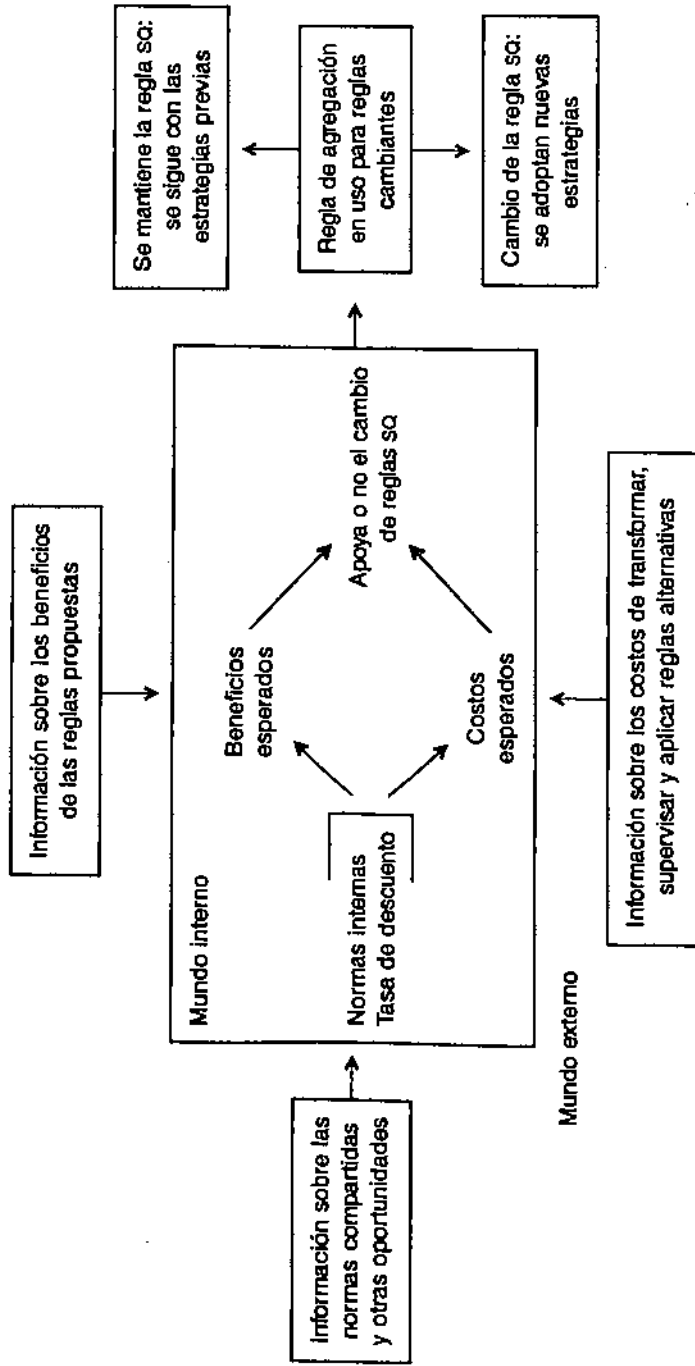 Información sobre las
normas compartidas
y otras oportunidades
Información sobre los beneficios
de las reglas propuestas
Mundo interno
Normas internas
Tasa de descuento
Beneficios
esperados
Costos
esperados
Apoya o no el cambio
de reglas SQ
Mundo externo
Información sobre los costos de transformar,
supervisar y aplicar reglas alternativas
Se mantiene la regla SQ:
se sigue con las
estrategias previas
Regla de agregación
en uso para reglas
cambiantes
Cambio de la regla SQ:
se adoptan nuevas
estrategias